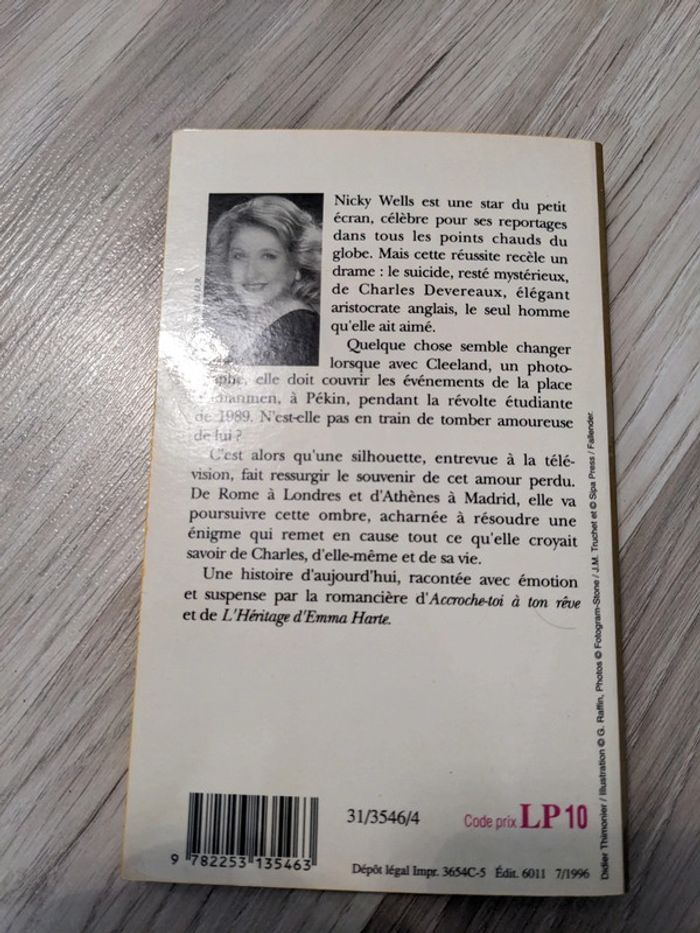 Nicky Wells est une star du petit
écran, célèbre pour ses reportages
dans tous les points chauds du
globe. Mais cette réussite recèle un
drame : le suicide, resté mystérieux,
de Charles Devereaux, élégant
aristocrate anglais, le seul homme
qu'elle ait aimé.
Quelque chose semble changer
lorsque avec Cleeland, un photo-
elle doit couvrir les événements de la place
à Pékin, pendant la révolte étudiante
de 1989. N'est-elle pas en train de tomber amoureuse
de lui ?
C'est alors qu'une silhouette, entrevue à la télé-
vision, fait ressurgir le souvenir de cet amour perdu.
De Rome à Londres et d'Athènes à Madrid, elle va
poursuivre cette ombre, acharnée à résoudre une
énigme qui remet en cause tout ce qu'elle croyait
savoir de Charles, d'elle-même et de sa vie.
Une histoire d'aujourd'hui, racontée avec émotion
et suspense par la romancière d'Accroche-toi à ton rêve
et de L'Héritage d'Emma Harte.
31/3546/4
Code prix LP 10
9 782253 135463
Dépôt légal Impr. 3654C-5 Édit. 6011 7/1996
Didier Thimonier / Illustration © G. Raffin, Photos © Fotogram-Stone / J.M. Truchet et © Sipa Press / Fallender.